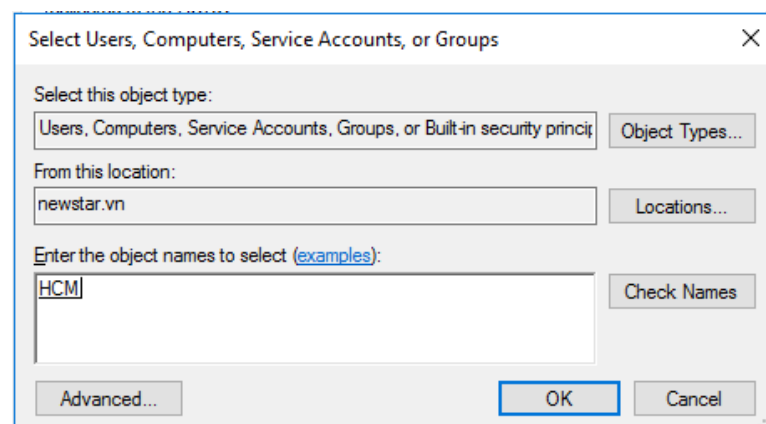 Select Users, Computers, Service Accounts, or Groups
Select this object type:
Users, Computers, Service Accounts, Groups, or Built-in security princip
Object Types...
From this location:
newstar.vn
Locations...
Enter the object names to select (examples):
HCM
Check Names
Advanced...
OK
Cancel